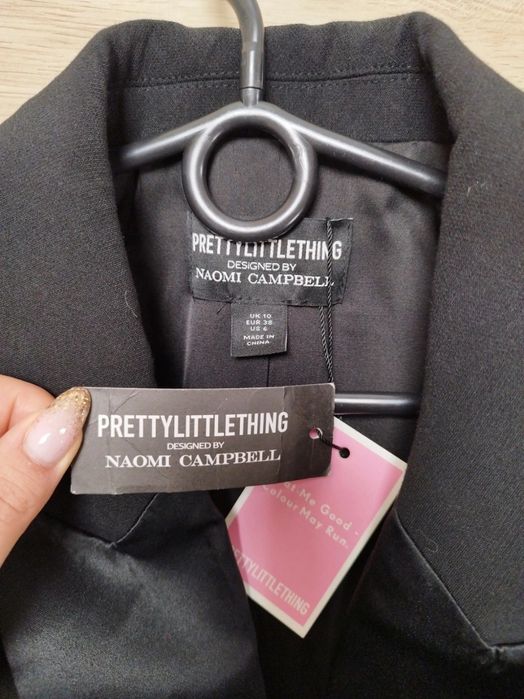 PRETTYLITTLETHING
DESIGNED BY
NAOMI CAMPBELL
UK 10
EUR 38
US 6
MADE IN
CHINA
PRETTYLITTLETHING
DESIGNED BY
NAOMI CAMPBELL
Me Good -
Colour May Run.
PRETTYLITTLETHING